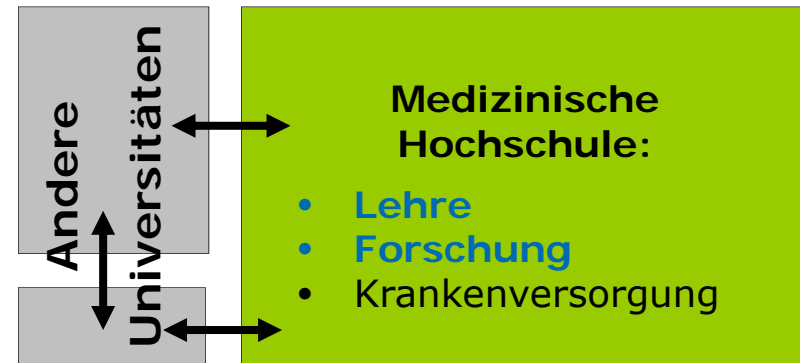 Andere
Universitäten
Medizinische
Hochschule:
• Lehre
• Forschung
• Krankenversorgung